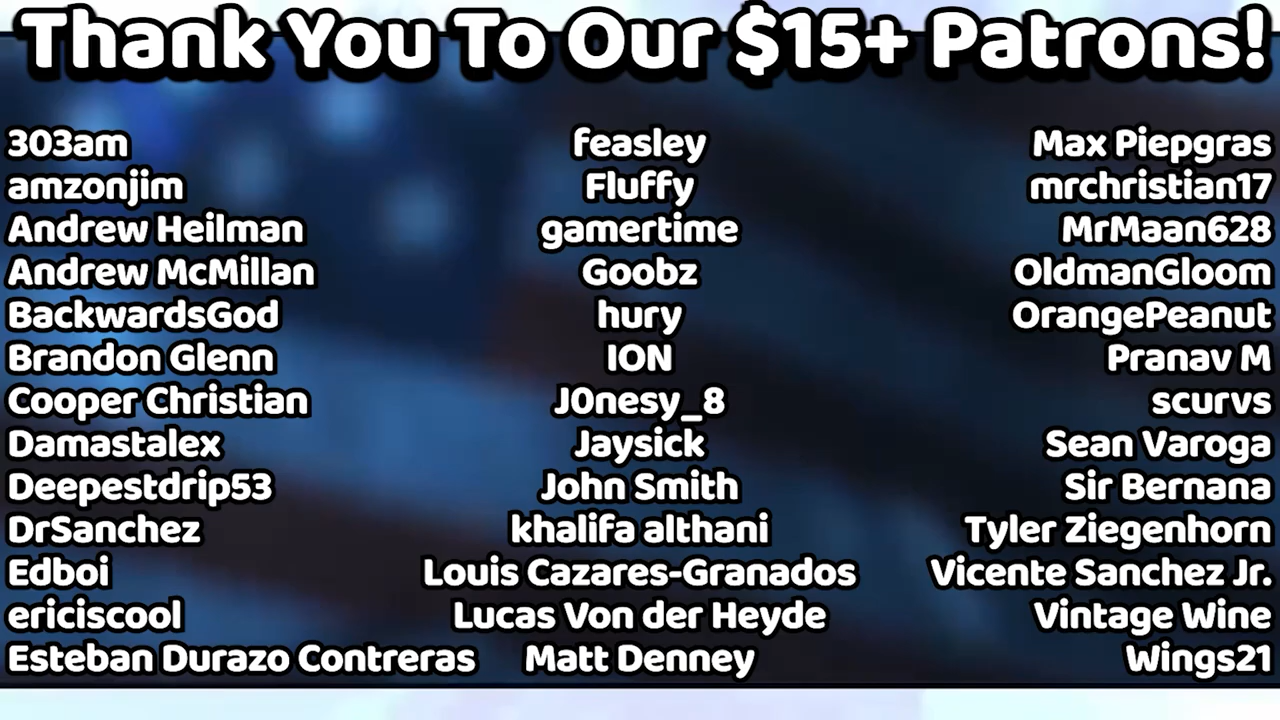 Thank You To Our $15+ Patrons!
303am
amzonjim
Andrew Heilman
Andrew McMillan
BackwardsGod
Brandon Glenn
Cooper Christian
Damastalex
Deepestdrip53
DrSanchez
Edboi
ericiscool
Esteban Durazo Contreras
feasley
Fluffy
gamertime
Goobz
hury
ION
J0nesy_8
Jaysick
John Smith
khalifa althani
Louis Cazares-Granados
Lucas Von der Heyde
Matt Denney
Max Piepgras
mrchristian17
MrMaan628
OldmanGloom
OrangePeanut
Pranav M
scurvs
Sean Varoga
Sir Bernana
Tyler Ziegenhorn
Vicente Sanchez Jr.
Vintage Wine
Wings21